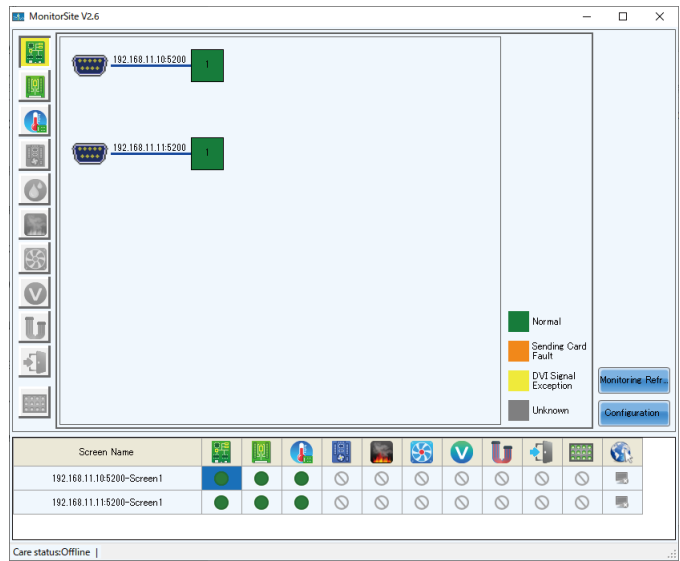 MonitorSite V2.6
192.168.11.10:5200
1
192.168.11.11:5200
1
Normal
Sending Card
Fault
DVI Signal
Exception
Unknown
Monitoring Refr...
Configuration
Screen Name
192.168.11.10:5200-Screen1
192.168.11.11:5200-Screen1
Care status:Offline |